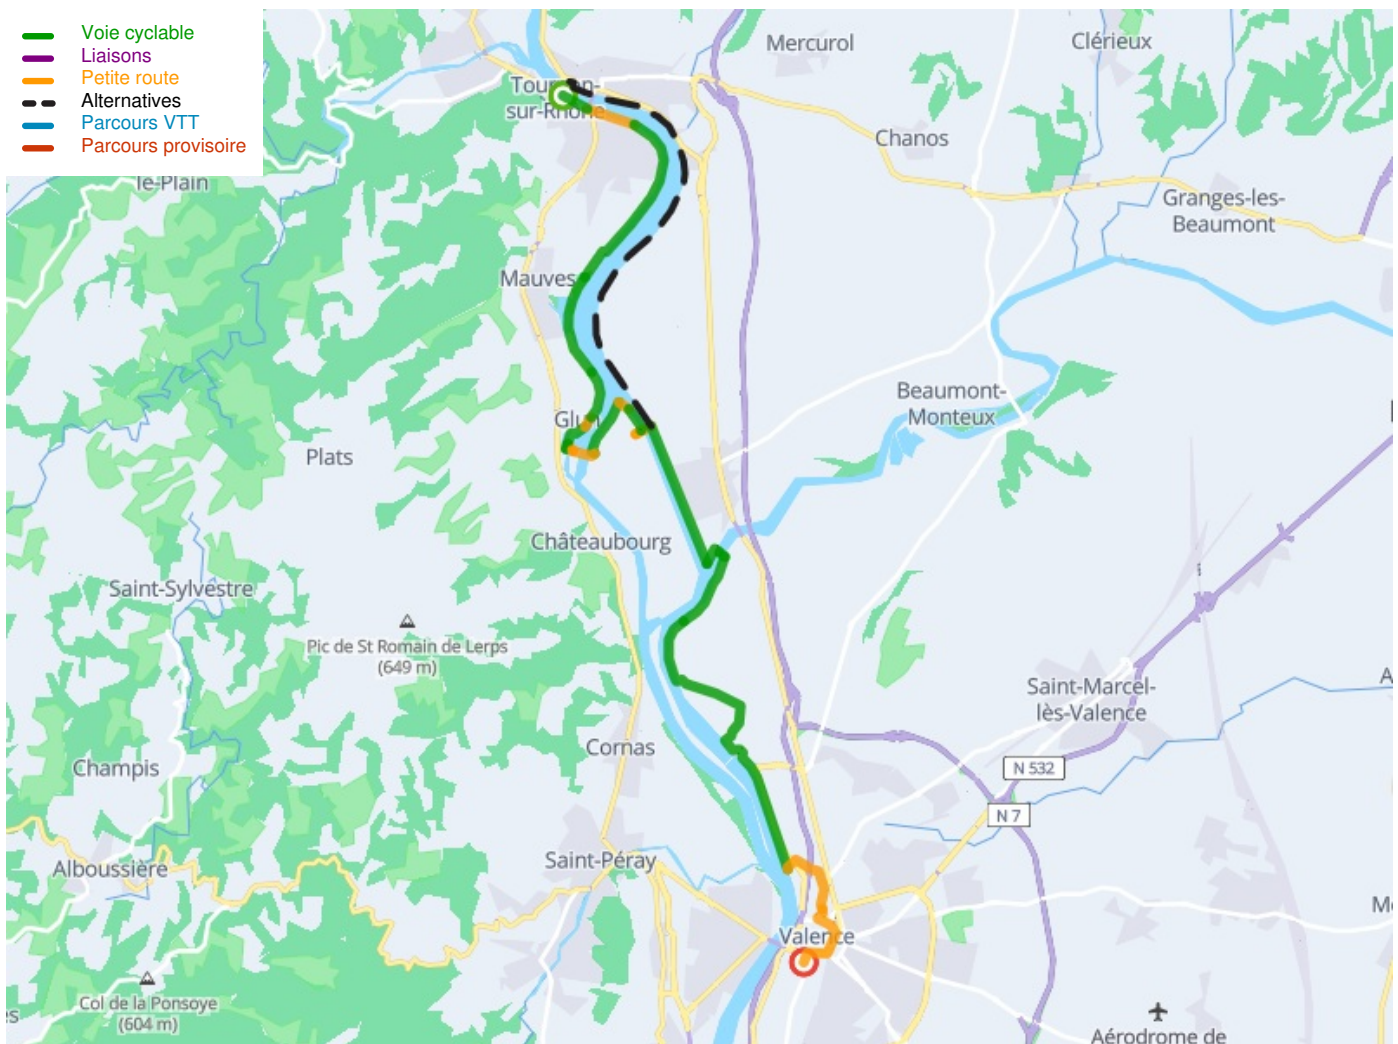 Voie cyclable
Liaisons
Petite route
Alternatives
Parcours VTT
Parcours provisoire
Mercurol
Clérieux
sur-Rhône
Chanos
le-Plain
Granges-les-
Beaumont
Mauves
Beaumont-
Monteux
Plats
Châteaubourg
Saint-Sylvestre
Pic de St Romain de Lerps
(649 m)
Saint-Marcel-
lès-Valence
Cornas
Champis
N 532
N 7
Saint-Péray
Alboussière
Valence
Col de la Ponsoye
(604 m)
Aérodrome de